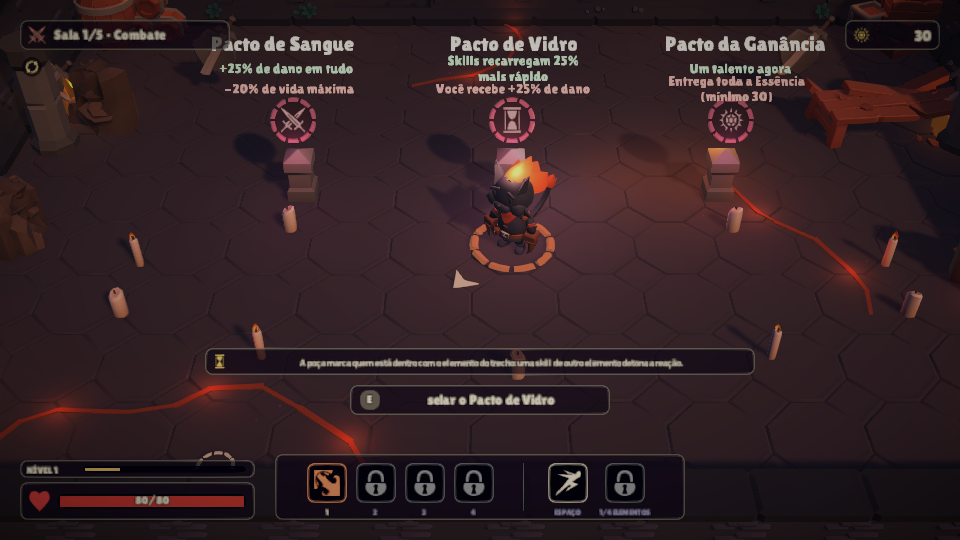 Sala 1/5 - Combate
30
Pacto de Sangue
+25% de dano em tudo
-20% de vida máxima
Pacto de Vidro
Skills recarregam 25%
mais rápido
Você recebe +25% de dano
Pacto da Ganância
Um talento agora
Entrega toda a Essência
(mínimo 30)
A poça marca quem está dentro com o elemento do trecho: uma skill de outro elemento detona a reação.
E
selar o Pacto de Vidro
NÍVEL 1
80/80
1
2
3
4
ESPAÇO
1/4 ELEMENTOS